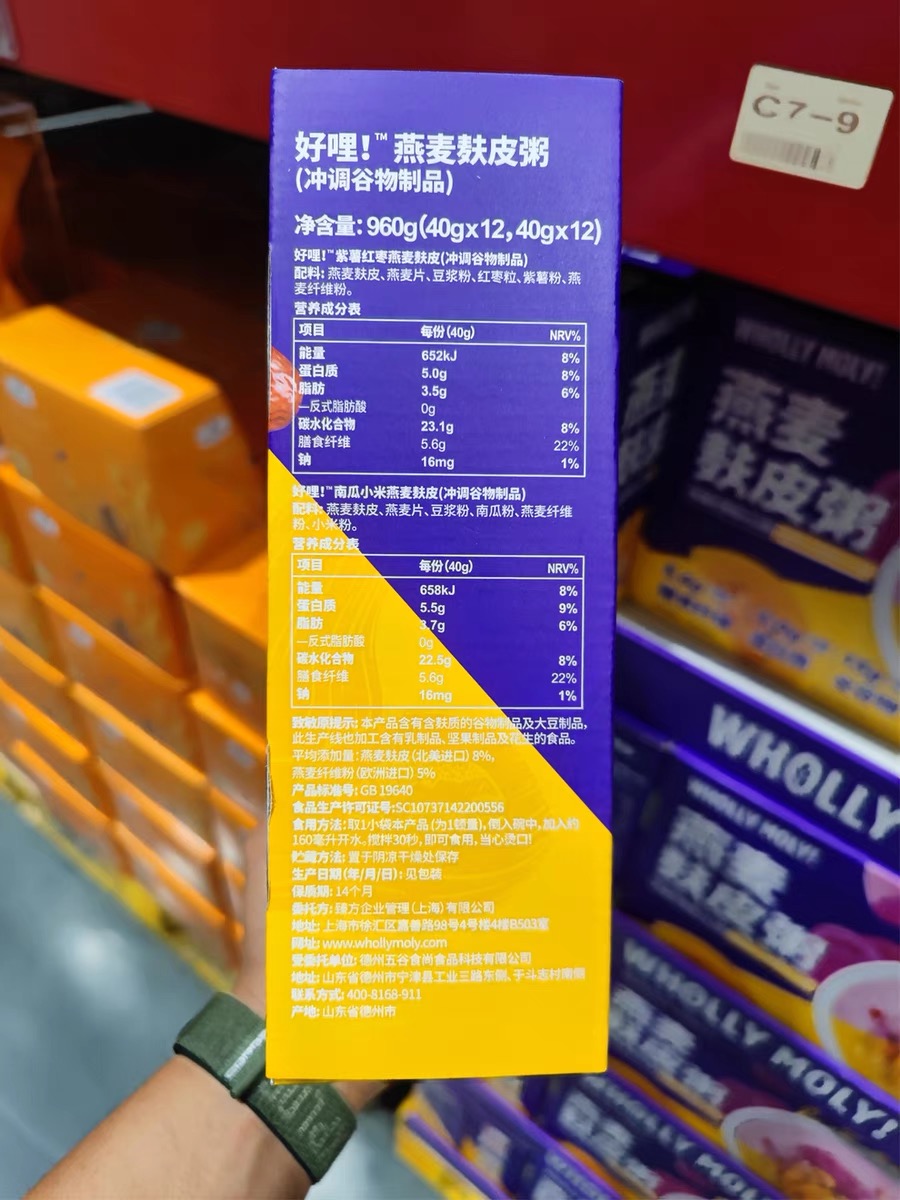 C7-9
好哩!™ 燕麦麸皮粥
(冲调谷物制品)
净含量: 960g(40gx12, 40gx12)
好哩!™紫薯红枣燕麦麸皮(冲调谷物制品)
配料: 燕麦麸皮、燕麦片、豆浆粉、红枣粒、紫薯粉、燕
麦纤维粉。
营养成分表
项目 每份(40g) NRV%
能量 652kJ 8%
蛋白质 5.0g 8%
脂肪 3.5g 6%
—反式脂肪酸 0g
碳水化合物 23.1g 8%
膳食纤维 5.6g 22%
钠 16mg 1%
好哩!™南瓜小米燕麦麸皮(冲调谷物制品)
配料: 燕麦麸皮、燕麦片、豆浆粉、南瓜粉、燕麦纤维
粉、小米粉。
营养成分表
项目 每份(40g) NRV%
能量 658kJ 8%
蛋白质 5.5g 9%
脂肪 3.7g 6%
—反式脂肪酸 0g
碳水化合物 22.5g 8%
膳食纤维 5.6g 22%
钠 16mg 1%
致敏原提示: 本产品含有含麸质的谷物制品及大豆制品,
此生产线也加工含有乳制品、坚果制品及花生的食品。
平均添加量: 燕麦麸皮(北美进口) 8%,
燕麦纤维粉(欧洲进口) 5%
产品标准号: GB 19640
食品生产许可证号:SC10737142200556
食用方法:取1小袋本产品(为1顿量),倒入碗中,加入约
160毫升开水,搅拌30秒,即可食用,当心烫口!
贮藏方法: 置于阴凉干燥处保存
生产日期(年/月/日): 见包装
保质期: 14个月
委托方: 臻方企业管理(上海)有限公司
地址: 上海市徐汇区嘉善路98号4号楼4楼B503室
网址: www.whollymoly.com
受委托单位: 德州五谷食尚食品科技有限公司
地址: 山东省德州市宁津县工业三路东侧、于斗志村南侧
联系方式: 400-8168-911
产地: 山东省德州市
WHOLLY MOLY!
燕麦
麸皮粥
WHOLLY
WHOLLY MOLY!
燕麦
麸皮粥
WHOLLY MOLY!
WHOLLY MOLY!